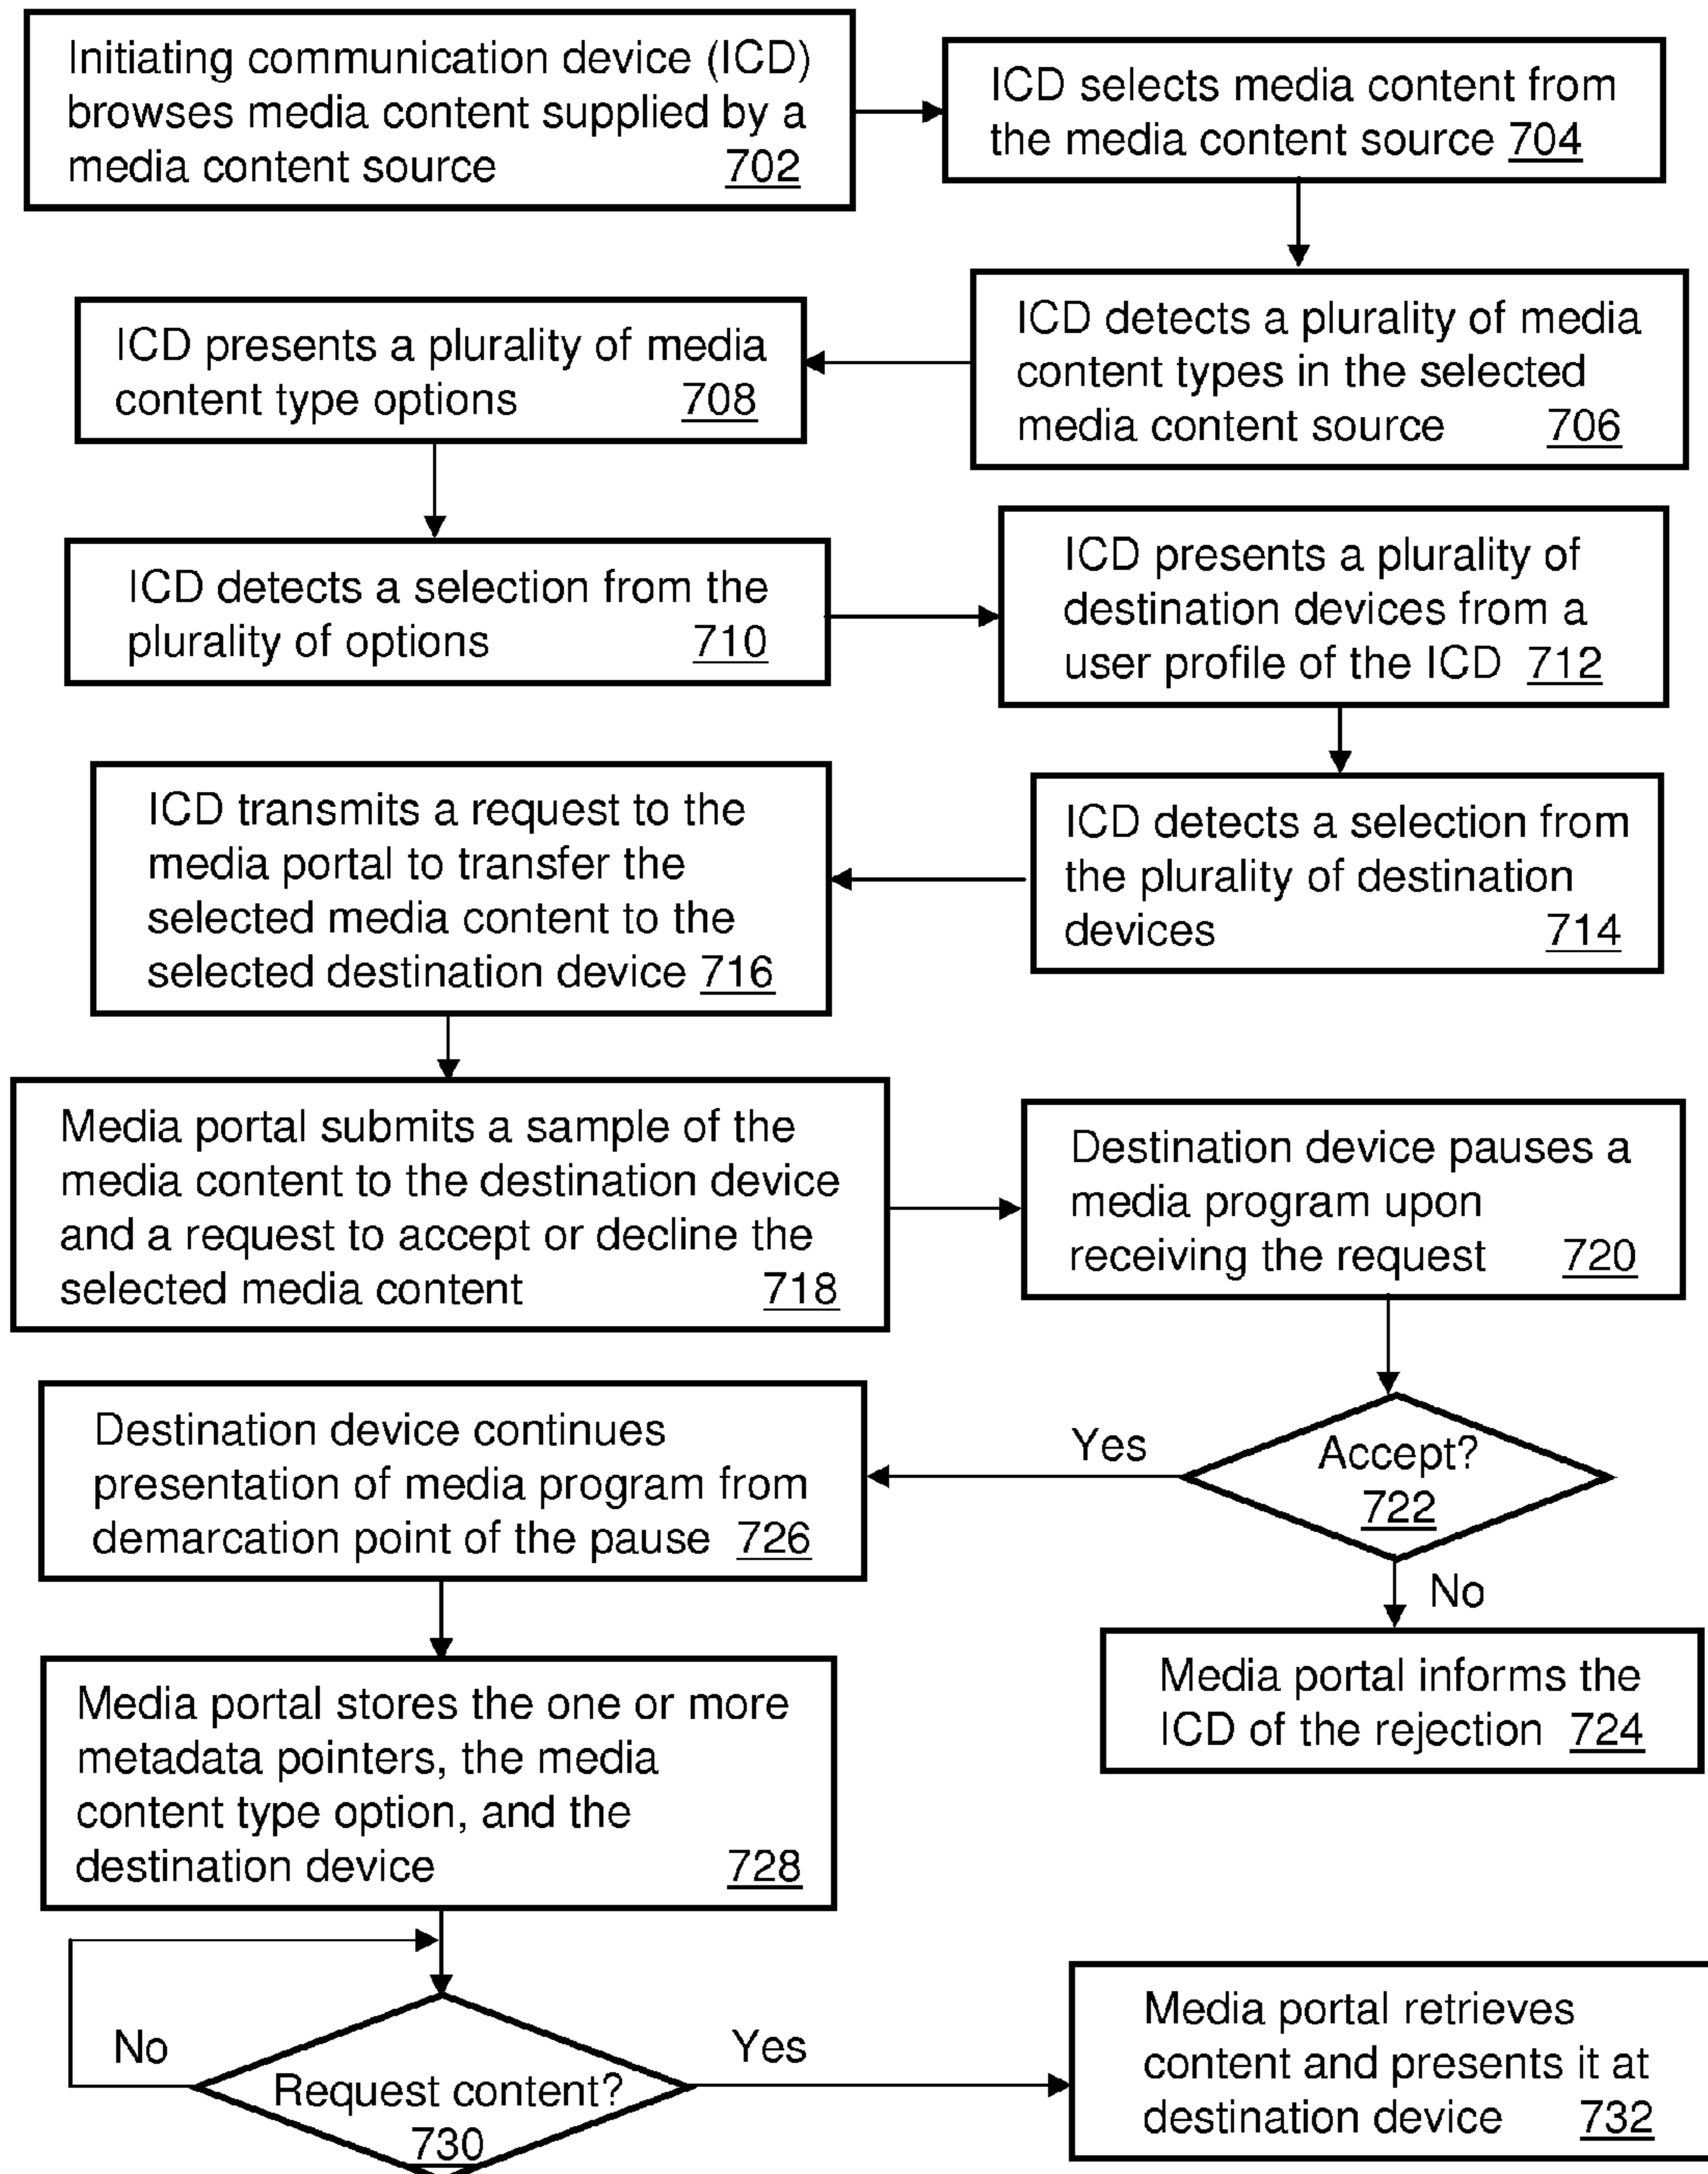 Initiating communication device (ICD)
browses media content supplied by a
media content source 702
ICD selects media content from
the media content source 704
ICD detects a plurality of media
content types in the selected
media content source 706
ICD presents a plurality of media
content type options 708
ICD detects a selection from the
plurality of options 710
ICD presents a plurality of
destination devices from a
user profile of the ICD 712
ICD detects a selection from
the plurality of destination
devices 714
ICD transmits a request to the
media portal to transfer the
selected media content to the
selected destination device 716
Media portal submits a sample of the
media content to the destination device
and a request to accept or decline the
selected media content 718
Destination device pauses a
media program upon
receiving the request 720
Accept?
722
Yes
No
Media portal informs the
ICD of the rejection 724
Destination device continues
presentation of media program from
demarcation point of the pause 726
Media portal stores the one or more
metadata pointers, the media
content type option, and the
destination device 728
Request content?
730
No
Yes
Media portal retrieves
content and presents it at
destination device 732